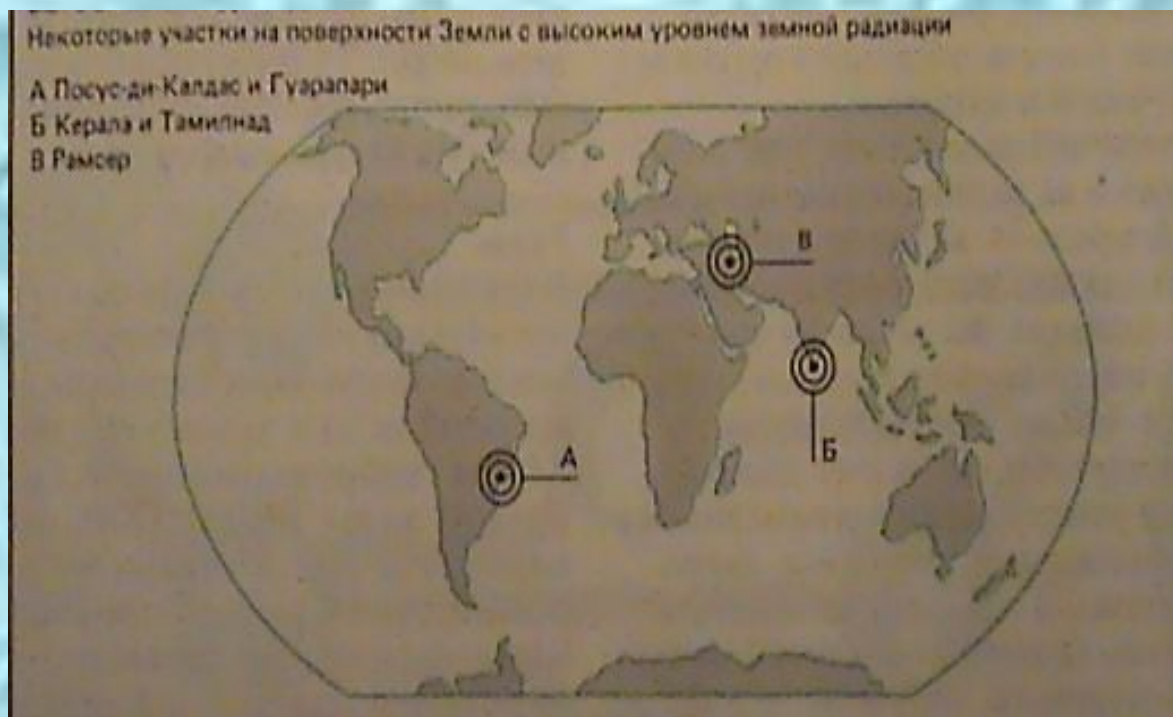 Некоторые участки на поверхности Земли с высоким уровнем земной радиации
А Посус-ди-Калдас и Гуарапари
Б Керала и Тамилнад
В Рамсер
В
Б
А